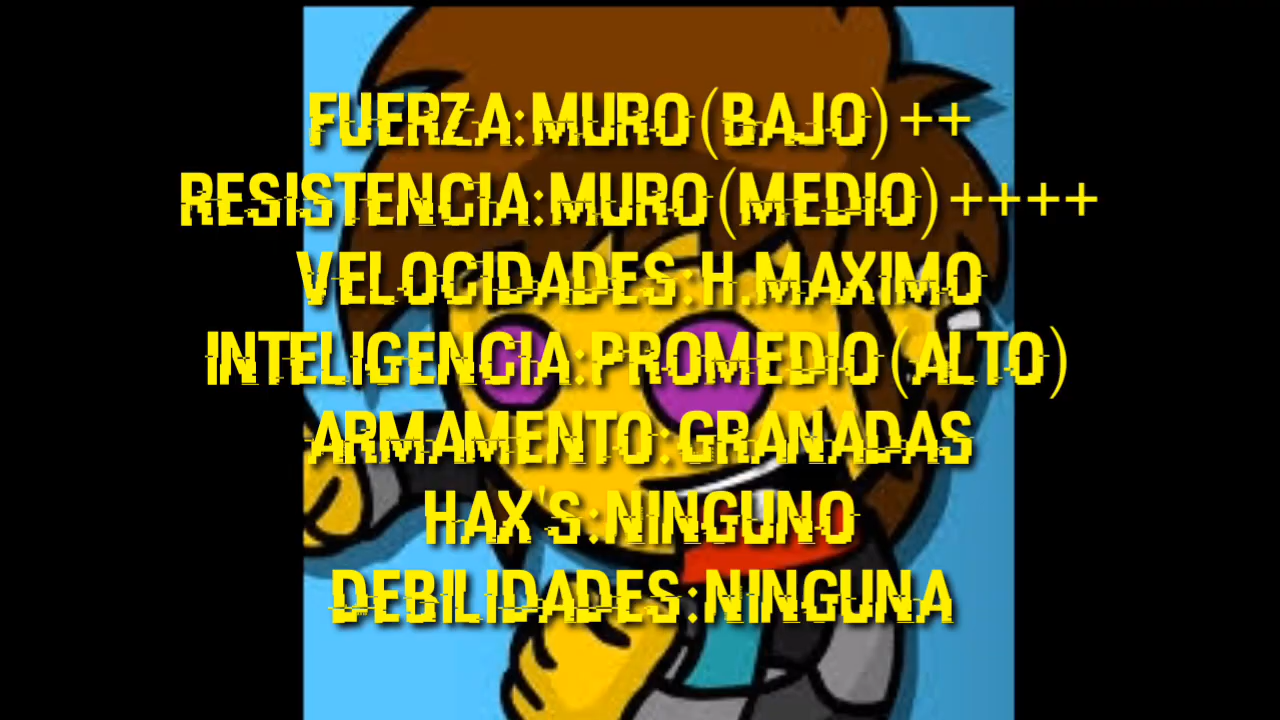 FUERZA:MURO(BAJO)++
RESISTENCIA:MURO(MEDIO)++++
VELOCIDADES:H.MAXIMO
INTELIGENCIA:PROMEDIO(ALTO)
ARMAMENTO:GRANADAS
HAX'S:NINGUNO
DEBILIDADES:NINGUNA